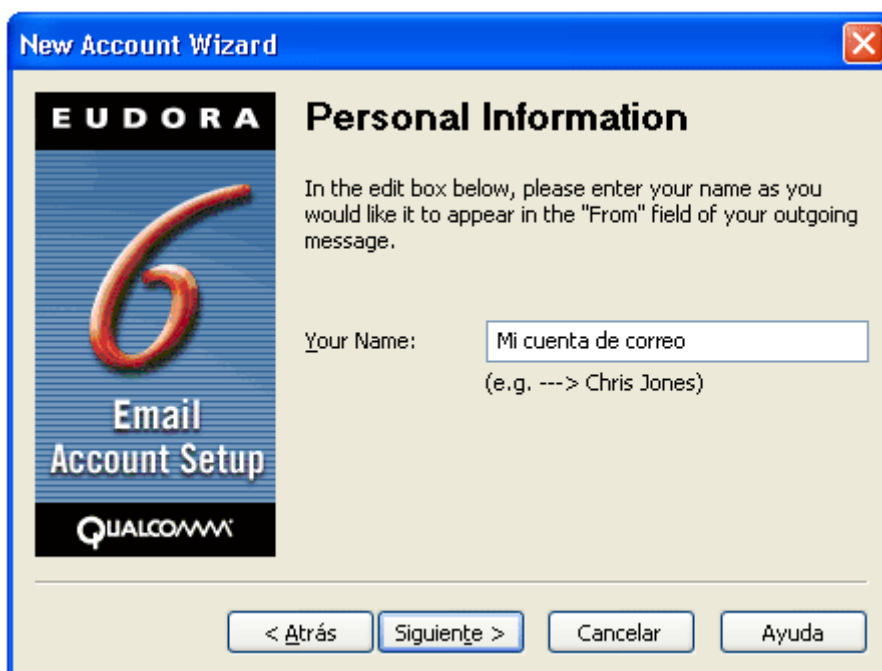 New Account Wizard
EUDORA
6
Email
Account Setup
QUALCOMM
Personal Information
In the edit box below, please enter your name as you
would like it to appear in the "From" field of your outgoing
message.
Your Name: Mi cuenta de correo
(e.g. ---> Chris Jones)
< Atrás Siguiente > Cancelar Ayuda